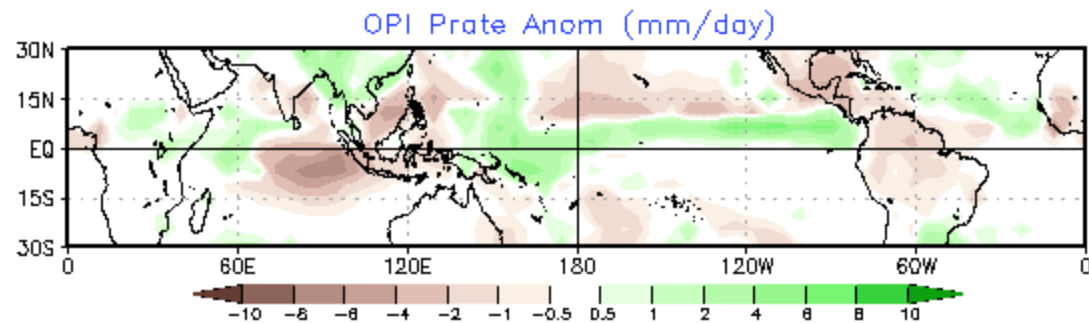 OPI Prate Anom (mm/day)
30N
15N
EQ
15S
30S
0 60E 120E 180 120W 60W 0
-10 -8 -6 -4 -2 -1 -0.5 0.5 1 2 4 6 8 10